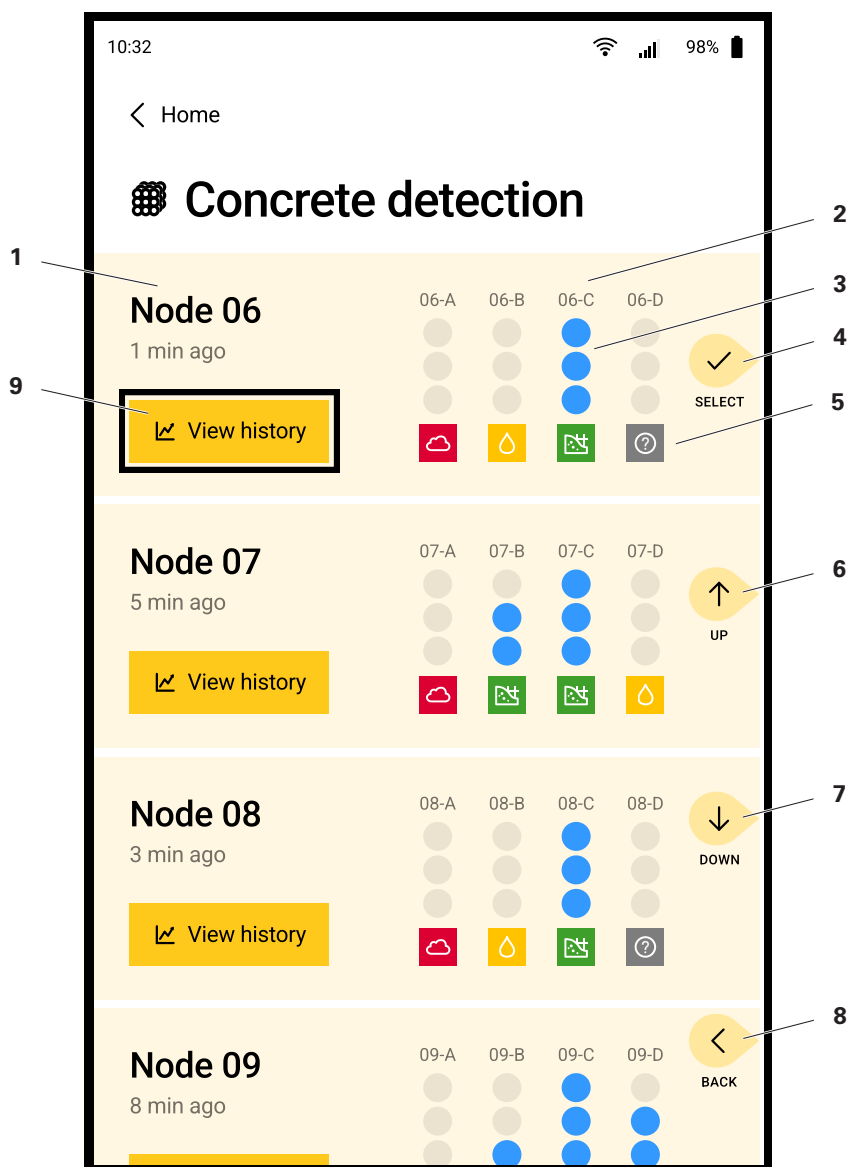 10:32 98%
Home
Concrete detection
1
2
3
4
5
6
7
8
9
Node 06
1 min ago
View history
06-A 06-B 06-C 06-D
SELECT
Node 07
5 min ago
View history
07-A 07-B 07-C 07-D
UP
Node 08
3 min ago
View history
08-A 08-B 08-C 08-D
DOWN
Node 09
8 min ago
09-A 09-B 09-C 09-D
BACK